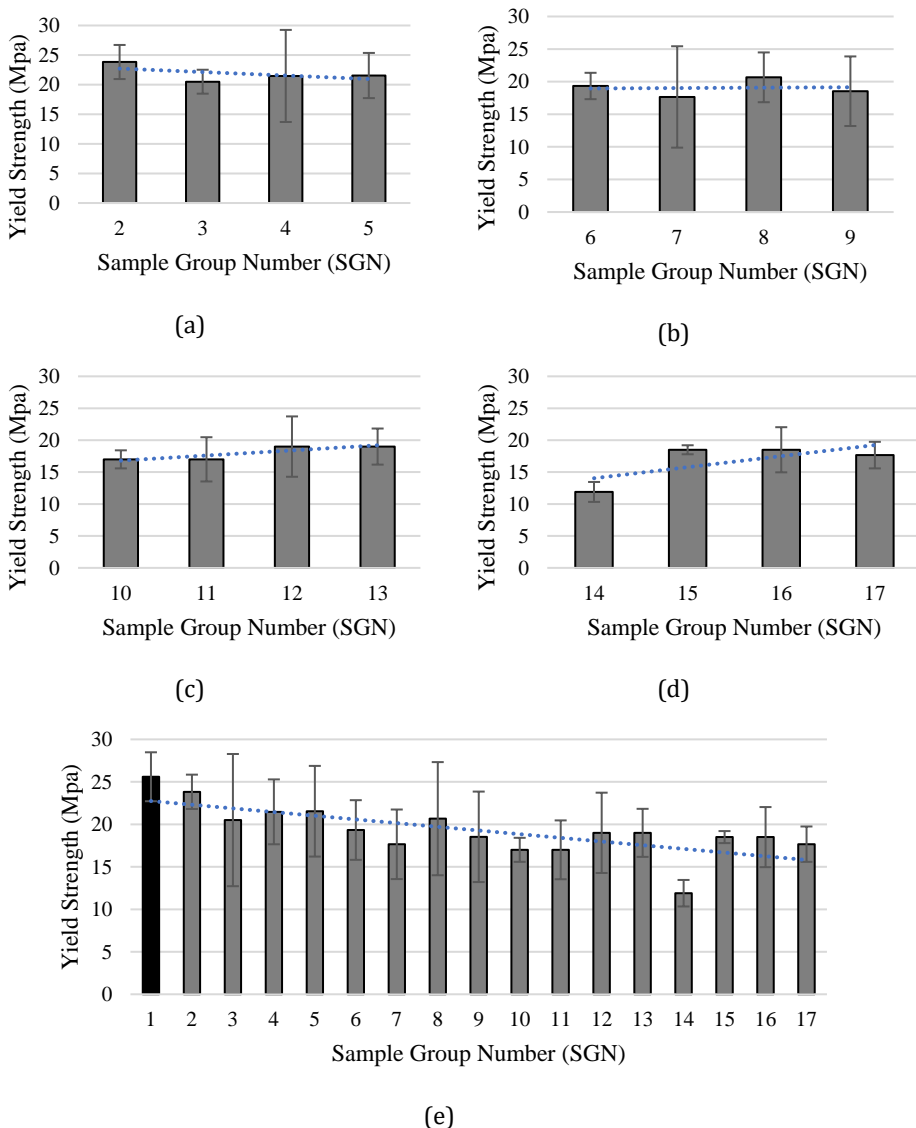 30
25
20
15
10
5
0
Yield Strength (Mpa)
2 3 4 5
Sample Group Number (SGN)
(a)
30
25
20
15
10
5
0
Yield Strength (Mpa)
6 7 8 9
Sample Group Number (SGN)
(b)
30
25
20
15
10
5
0
Yield Strength (Mpa)
10 11 12 13
Sample Group Number (SGN)
(c)
30
25
20
15
10
5
0
Yield Strength (Mpa)
14 15 16 17
Sample Group Number (SGN)
(d)
30
25
20
15
10
5
0
Yield Strength (Mpa)
1 2 3 4 5 6 7 8 9 10 11 12 13 14 15 16 17
Sample Group Number (SGN)
(e)